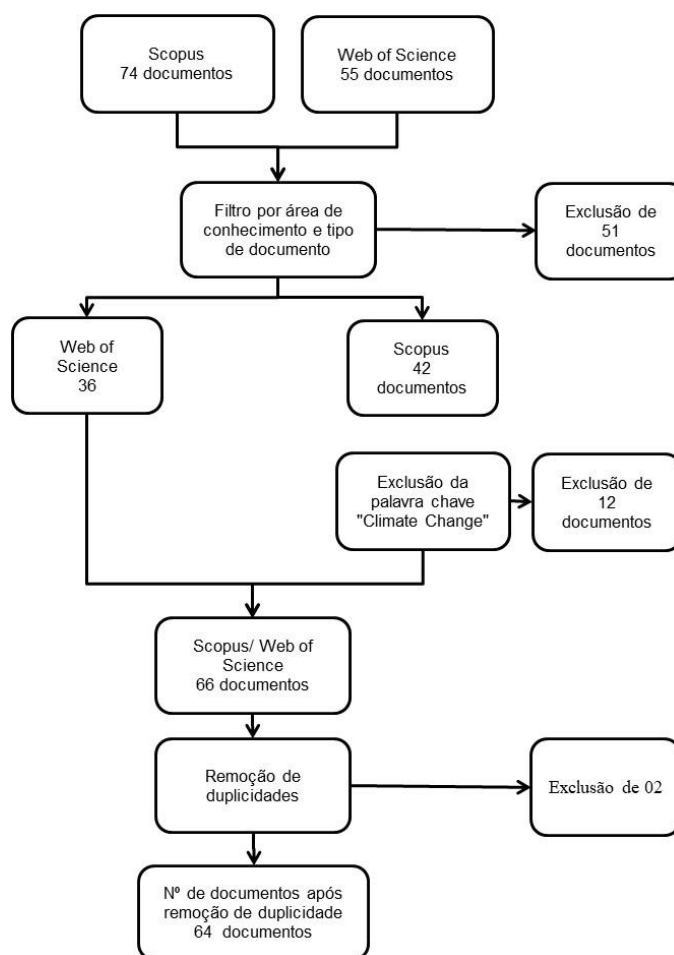 Scopus
74 documentos
Web of Science
55 documentos
Filtro por área de
conhecimento e tipo
de documento
Exclusão de
51
documentos
Web of
Science
36
Scopus
42
documentos
Exclusão da
palavra chave
"Climate Change"
Exclusão de
12
documentos
Scopus/ Web of
Science
66 documentos
Remoção de
duplicidades
Exclusão de 02
Nº de documentos após
remoção de duplicidade
64 documentos